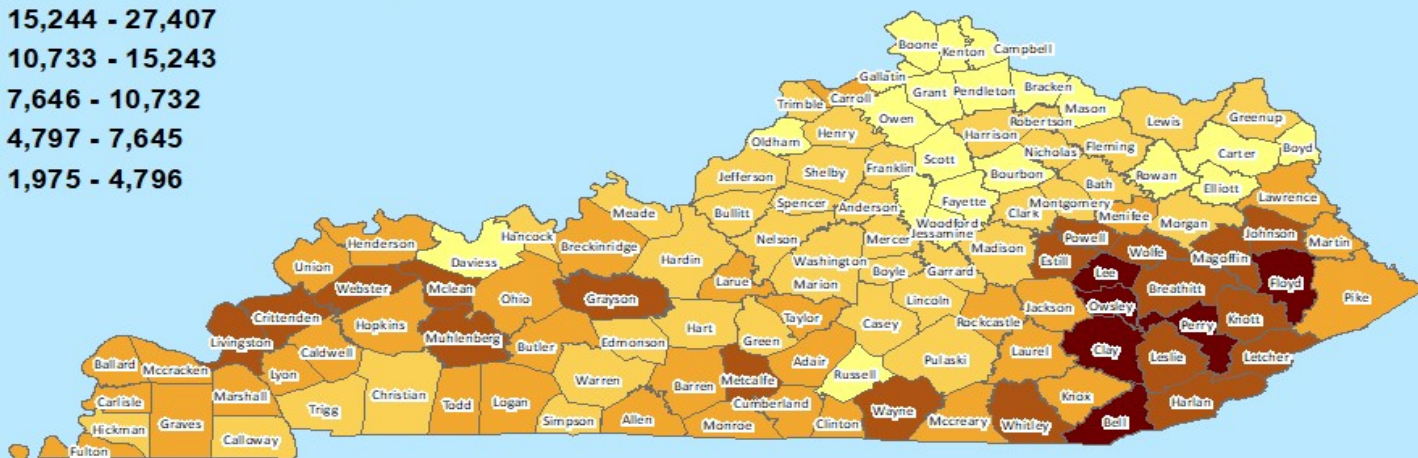 15,244 - 27,407
10,733 - 15,243
7,646 - 10,732
4,797 - 7,645
1,975 - 4,796
Boone
Kenton
Campbell
Gallatin
Grant
Pendleton
Bracken
Mason
Trimble
Carroll
Owen
Robertson
Lewis
Greenup
Oldham
Henry
Harrison
Nicholas
Fleming
Carter
Boyd
Jefferson
Shelby
Franklin
Scott
Bourbon
Bath
Rowan
Elliott
Lawrence
Meade
Bullitt
Spencer
Anderson
Woodford
Fayette
Clark
Montgomery
Menifee
Morgan
Johnson
Martin
Henderson
Hancock
Breckinridge
Nelson
Mercer
Jessamine
Madison
Powell
Wolfe
Magoffin
Union
Daviess
Hardin
Washington
Boyle
Garrard
Estill
Lee
Floyd
Webster
Mclean
Ohio
Grayson
Larue
Marion
Lincoln
Owsley
Breathitt
Pike
Crittenden
Hopkins
Muhlenberg
Hart
Taylor
Casey
Rockcastle
Jackson
Perry
Knott
Livingston
Caldwell
Butler
Edmonson
Green
Adair
Pulaski
Laurel
Clay
Leslie
Letcher
Ballard
Mccracken
Lyon
Warren
Barren
Metcalfe
Russell
Knox
Harlan
Carlisle
Marshall
Trigg
Christian
Todd
Logan
Simpson
Allen
Monroe
Cumberland
Clinton
Wayne
Mccreary
Whitley
Bell
Hickman
Graves
Calloway
Fulton